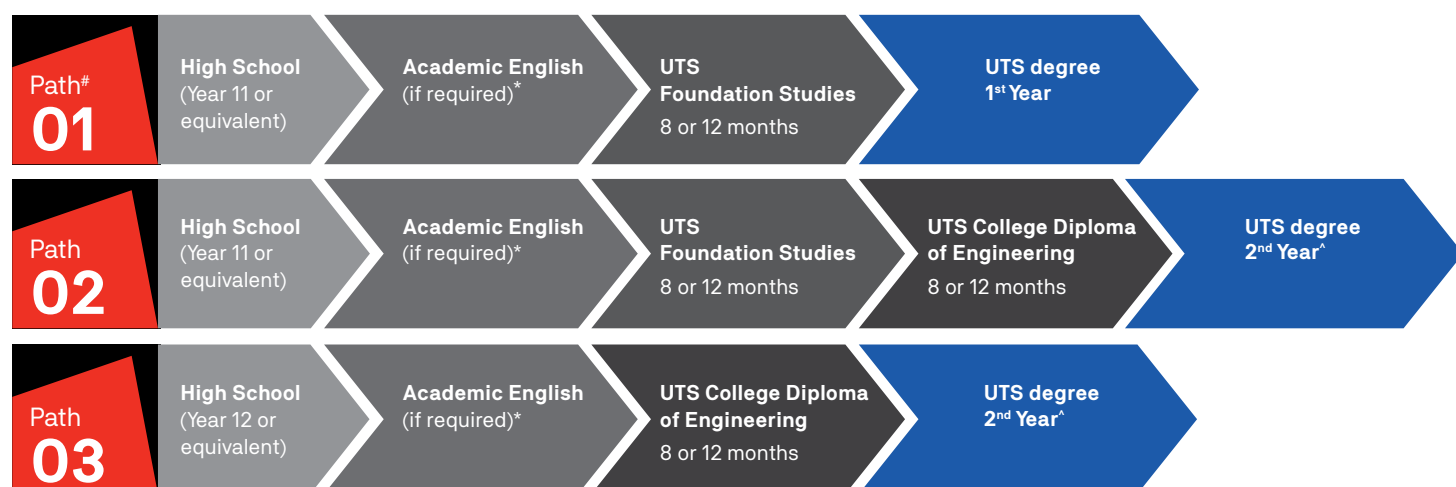 Path#
01
High School
(Year 11 or
equivalent)
Academic English
(if required)*
UTS
Foundation Studies
8 or 12 months
UTS degree
1st Year
Path
02
High School
(Year 11 or
equivalent)
Academic English
(if required)*
UTS
Foundation Studies
8 or 12 months
UTS College Diploma
of Engineering
8 or 12 months
UTS degree
2nd Year^
Path
03
High School
(Year 12 or
equivalent)
Academic English
(if required)*
UTS College Diploma
of Engineering
8 or 12 months
UTS degree
2nd Year^